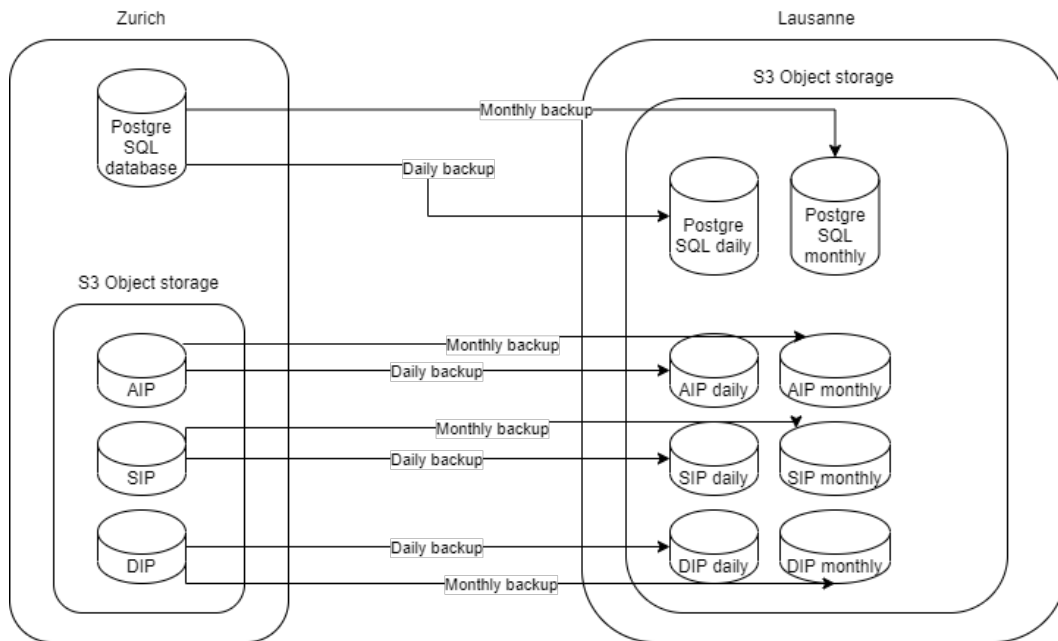 Zurich
Lausanne
S3 Object storage
Monthly backup
Postgre
SQL
database
Daily backup
Postgre
SQL daily
Postgre
SQL
monthly
S3 Object storage
Monthly backup
Daily backup
AIP
AIP daily
AIP monthly
Monthly backup
Daily backup
SIP
SIP daily
SIP monthly
Daily backup
DIP
DIP daily
DIP monthly
Monthly backup